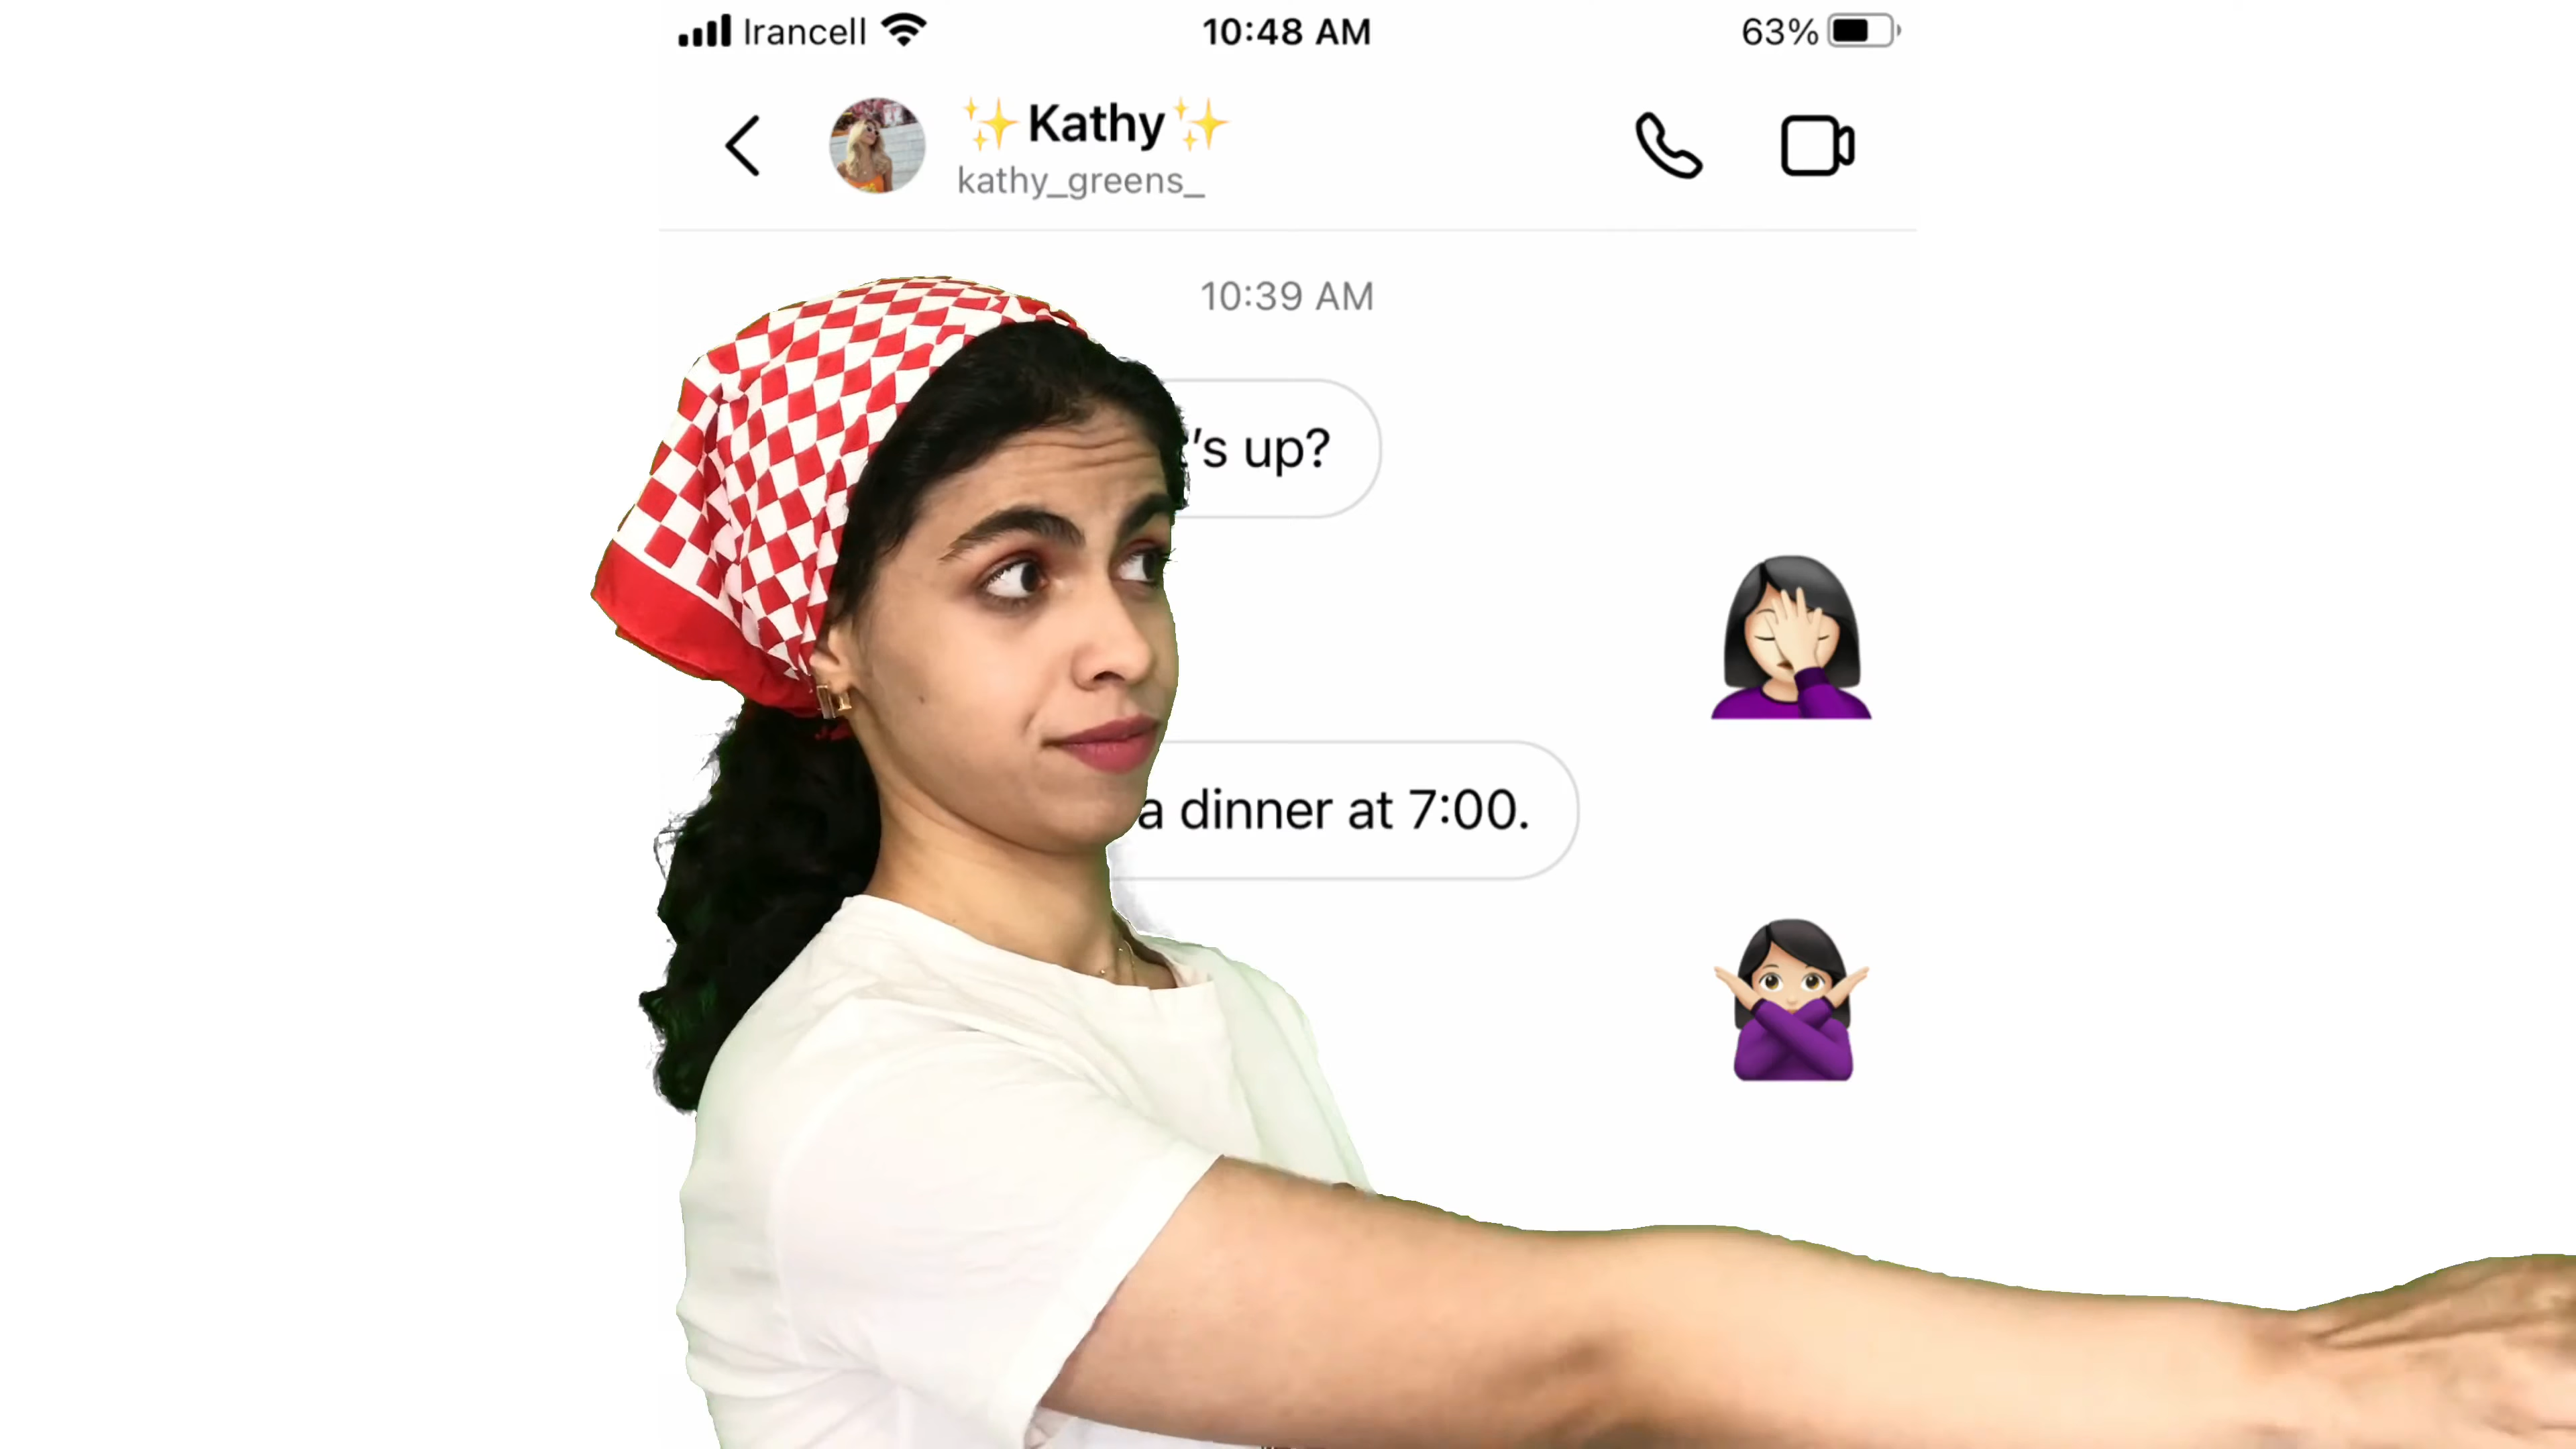 Irancell 10:48 AM 63%
✨Kathy✨
kathy_greens_
10:39 AM
's up?
a dinner at 7:00.